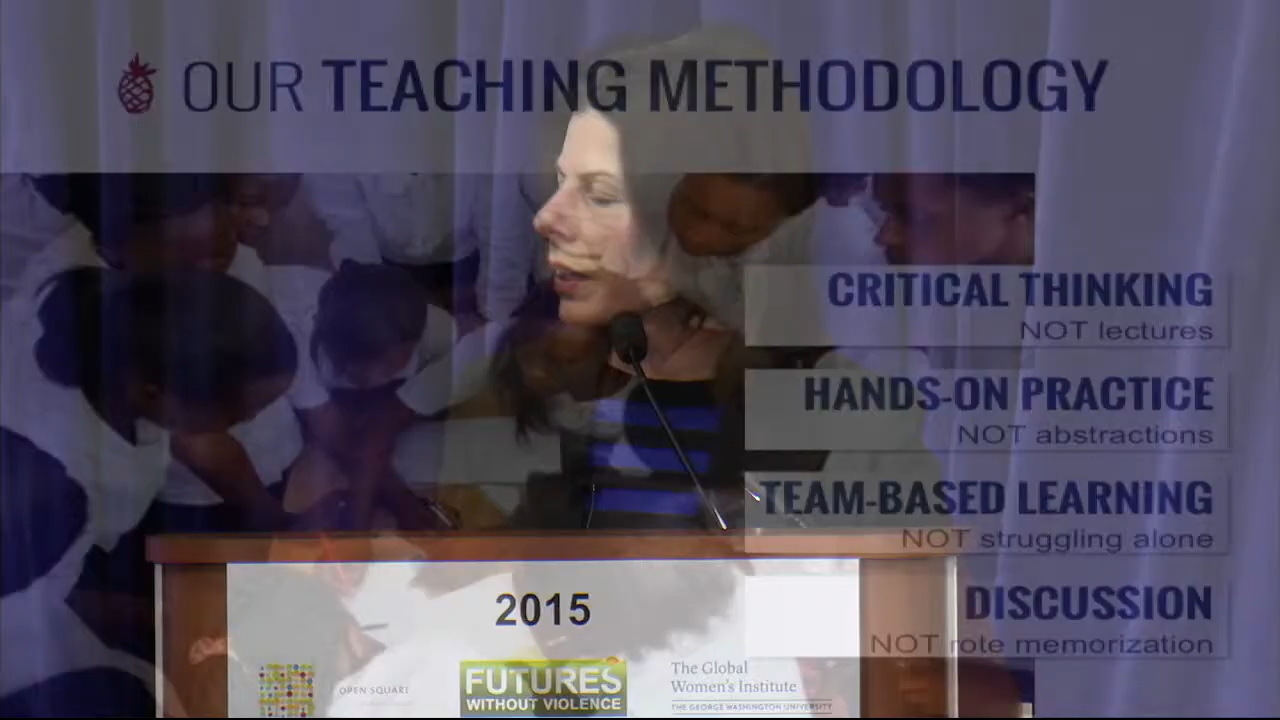 OUR TEACHING METHODOLOGY
CRITICAL THINKING
NOT lectures
HANDS-ON PRACTICE
NOT abstractions
TEAM-BASED LEARNING
NOT struggling alone
DISCUSSION
NOT rote memorization
2015
OPEN SQUARE
FUTURES
WITHOUT VIOLENCE
The Global
Women's Institute
THE GEORGE WASHINGTON UNIVERSITY